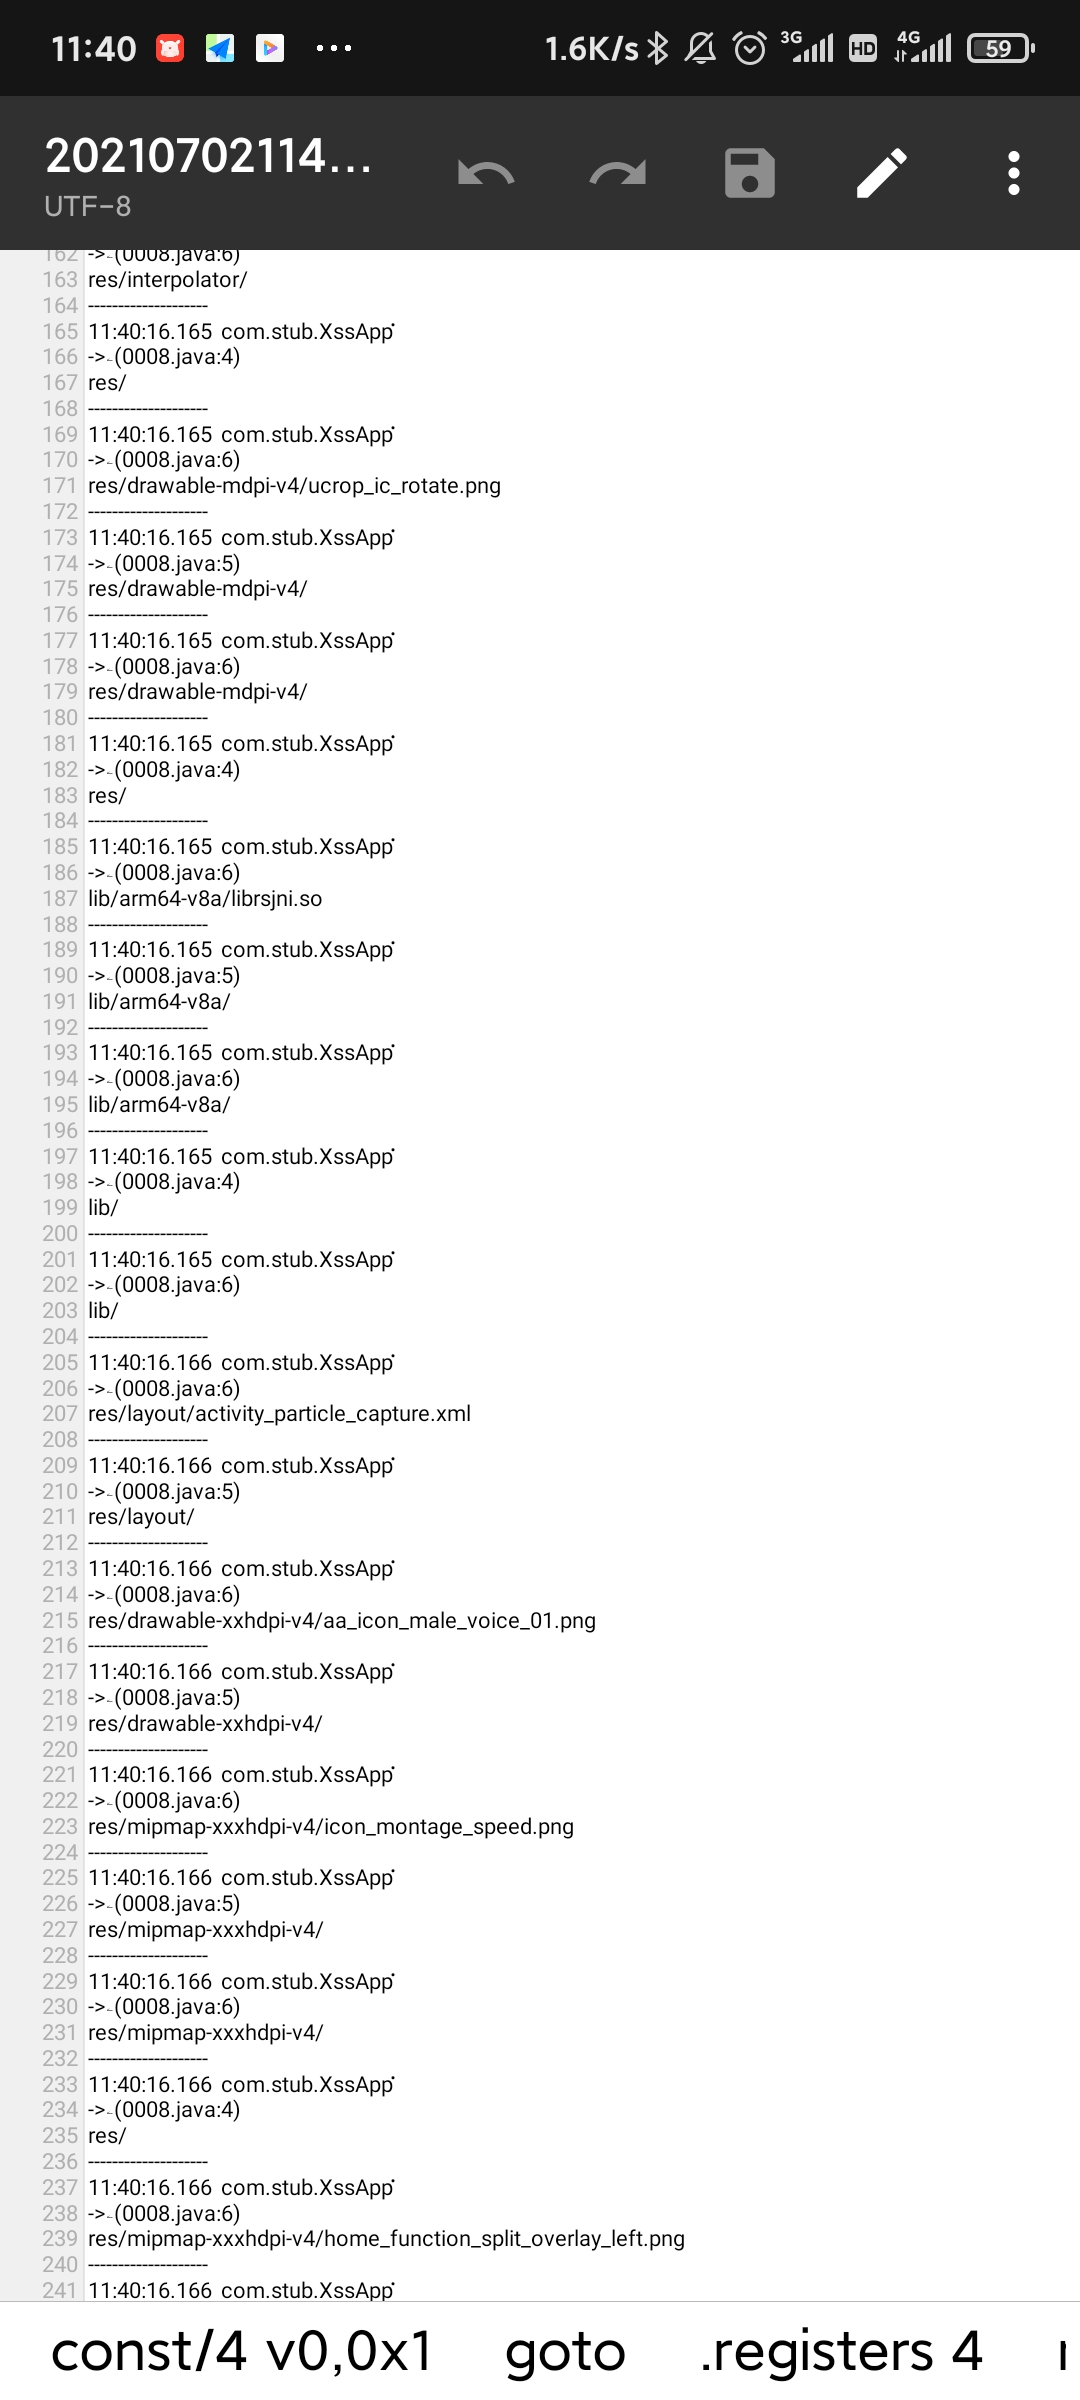 11:40 1.6K/s 3G HD 4G 59
20210702114...
UTF-8
162 ->-(0008.java:6)
163 res/interpolator/
164 --------------------
165 11:40:16.165 com.stub.XssApp
166 ->-(0008.java:4)
167 res/
168 --------------------
169 11:40:16.165 com.stub.XssApp
170 ->-(0008.java:6)
171 res/drawable-mdpi-v4/ucrop_ic_rotate.png
172 --------------------
173 11:40:16.165 com.stub.XssApp
174 ->-(0008.java:5)
175 res/drawable-mdpi-v4/
176 --------------------
177 11:40:16.165 com.stub.XssApp
178 ->-(0008.java:6)
179 res/drawable-mdpi-v4/
180 --------------------
181 11:40:16.165 com.stub.XssApp
182 ->-(0008.java:4)
183 res/
184 --------------------
185 11:40:16.165 com.stub.XssApp
186 ->-(0008.java:6)
187 lib/arm64-v8a/librsjni.so
188 --------------------
189 11:40:16.165 com.stub.XssApp
190 ->-(0008.java:5)
191 lib/arm64-v8a/
192 --------------------
193 11:40:16.165 com.stub.XssApp
194 ->-(0008.java:6)
195 lib/arm64-v8a/
196 --------------------
197 11:40:16.165 com.stub.XssApp
198 ->-(0008.java:4)
199 lib/
200 --------------------
201 11:40:16.165 com.stub.XssApp
202 ->-(0008.java:6)
203 lib/
204 --------------------
205 11:40:16.166 com.stub.XssApp
206 ->-(0008.java:6)
207 res/layout/activity_particle_capture.xml
208 --------------------
209 11:40:16.166 com.stub.XssApp
210 ->-(0008.java:5)
211 res/layout/
212 --------------------
213 11:40:16.166 com.stub.XssApp
214 ->-(0008.java:6)
215 res/drawable-xxhdpi-v4/aa_icon_male_voice_01.png
216 --------------------
217 11:40:16.166 com.stub.XssApp
218 ->-(0008.java:5)
219 res/drawable-xxhdpi-v4/
220 --------------------
221 11:40:16.166 com.stub.XssApp
222 ->-(0008.java:6)
223 res/mipmap-xxxhdpi-v4/icon_montage_speed.png
224 --------------------
225 11:40:16.166 com.stub.XssApp
226 ->-(0008.java:5)
227 res/mipmap-xxxhdpi-v4/
228 --------------------
229 11:40:16.166 com.stub.XssApp
230 ->-(0008.java:6)
231 res/mipmap-xxxhdpi-v4/
232 --------------------
233 11:40:16.166 com.stub.XssApp
234 ->-(0008.java:4)
235 res/
236 --------------------
237 11:40:16.166 com.stub.XssApp
238 ->-(0008.java:6)
239 res/mipmap-xxxhdpi-v4/home_function_split_overlay_left.png
240 --------------------
241 11:40:16.166 com.stub.XssApp
const/4 v0,0x1 goto .registers 4